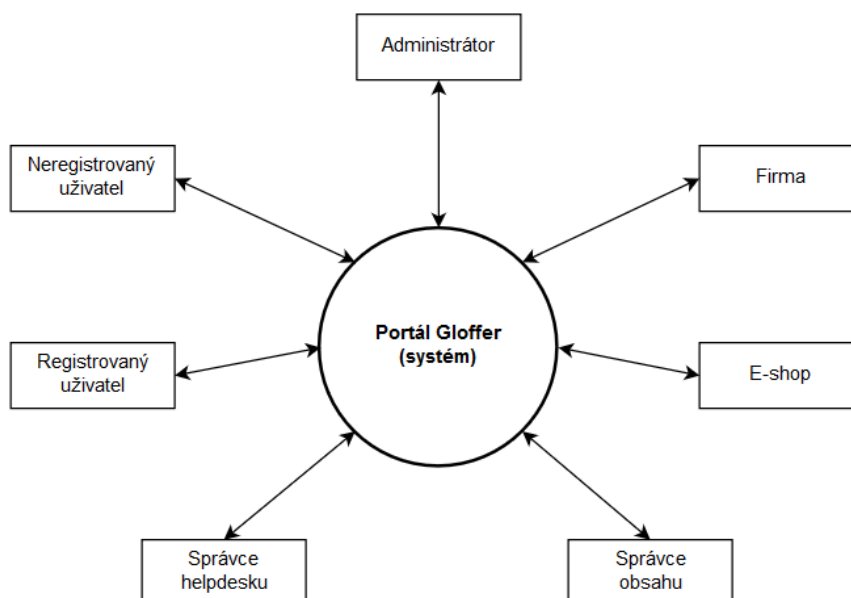 Administrátor
Neregistrovaný
uživatel
Firma
Portál Gloffer
(systém)
Registrovaný
uživatel
E-shop
Správce
helpdesku
Správce
obsahu